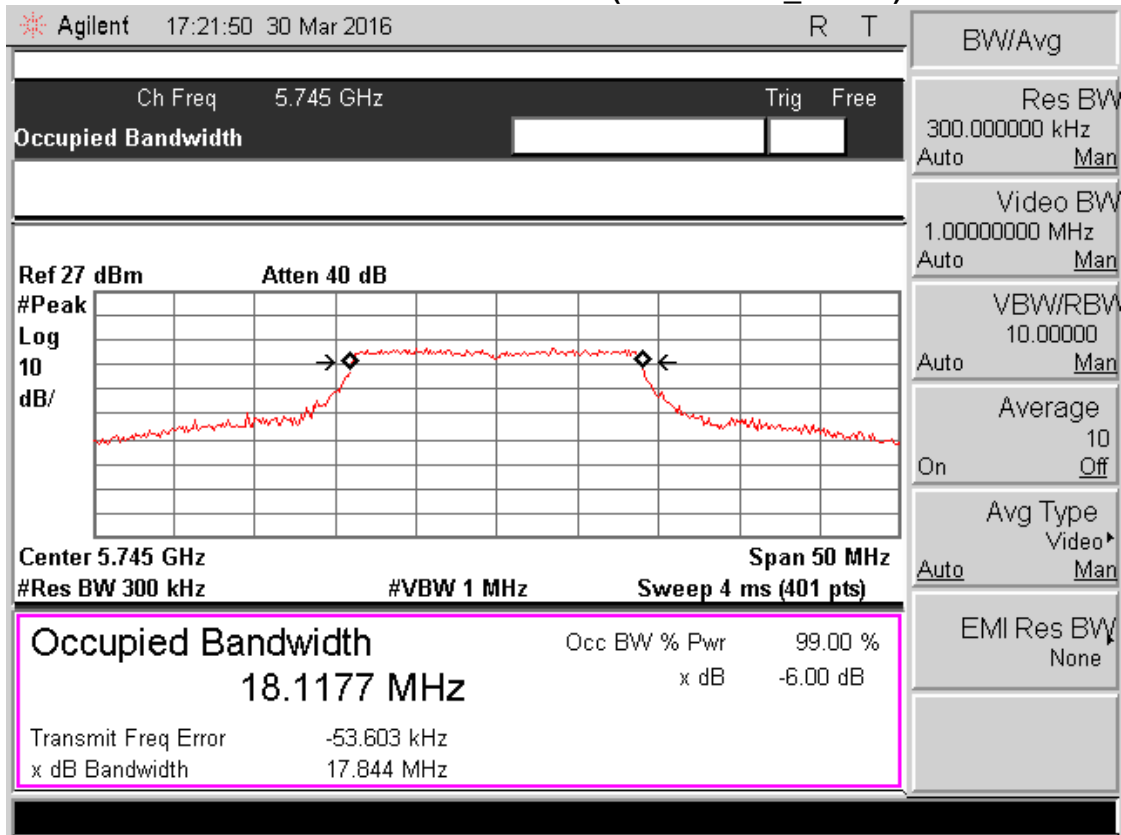 Agilent 17:21:50 30 Mar 2016 R T
Ch Freq 5.745 GHz Trig Free
Occupied Bandwidth
Ref 27 dBm Atten 40 dB
#Peak
Log
10
dB/
Center 5.745 GHz Span 50 MHz
#Res BW 300 kHz #VBW 1 MHz Sweep 4 ms (401 pts)
Occupied Bandwidth Occ BW % Pwr 99.00 %
18.1177 MHz x dB -6.00 dB
Transmit Freq Error -53.603 kHz
x dB Bandwidth 17.844 MHz
BW/Avg
Res BW
300.000000 kHz
Auto Man
Video BW
1.00000000 MHz
Auto Man
VBW/RBW
10.00000
Auto Man
Average
10
On Off
Avg Type
Video
Auto Man
EMI Res BW
None